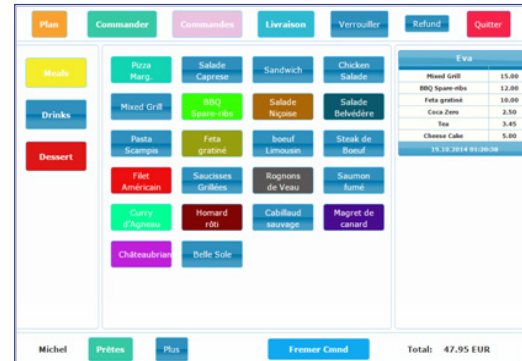 Plan Commander Commandes Livraison Verrouiller Refund Quitter
Meals
Drinks
Dessert
Pizza Marg.
Salade Caprese
Sandwich
Chicken Salade
Mixed Grill
BBQ Spare-ribs
Salade Niçoise
Salade Belvédère
Pasta Scampis
Feta gratiné
boeuf Limousin
Steak de Boeuf
Filet Américain
Saucisses Grillées
Rognons de Veau
Saumon fumé
Curry d'Agneau
Homard rôti
Cabillaud sauvage
Magret de canard
Châteaubrian
Belle Sole
Eva
Mixed Grill 15.00
BBQ Spare-ribs 12.00
Feta gratiné 10.00
Coca Zero 2.50
Tea 3.45
Cheese Cake 5.00
19.10.2014 01:20:38
Michel Prêtes Plus Fremer Cmnd Total: 47.95 EUR